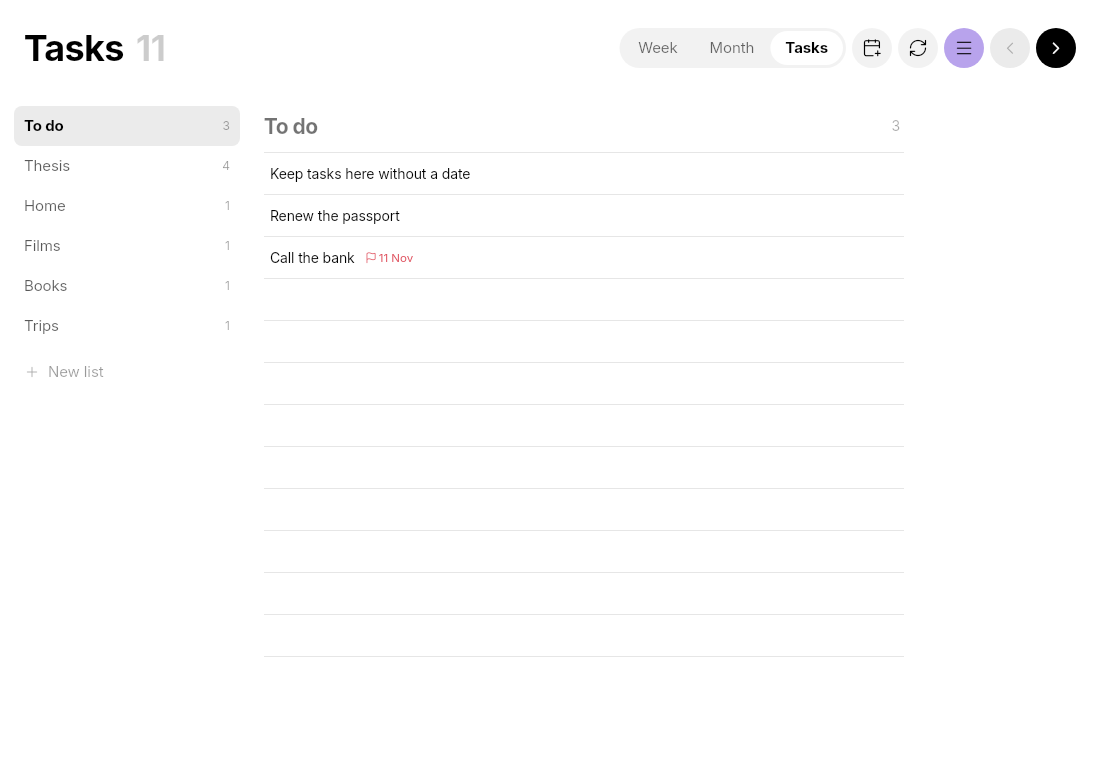 Tasks 11
Week Month Tasks
To do 3
Thesis 4
Home 1
Films 1
Books 1
Trips 1
New list
To do 3
Keep tasks here without a date
Renew the passport
Call the bank 11 Nov